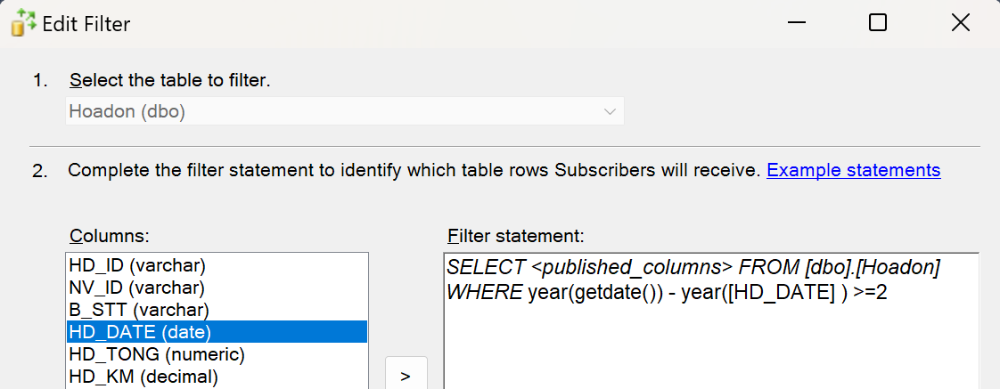 Edit Filter
1. Select the table to filter.
Hoadon (dbo)
2. Complete the filter statement to identify which table rows Subscribers will receive. Example statements
Columns:
HD_ID (varchar)
NV_ID (varchar)
B_STT (varchar)
HD_DATE (date)
HD_TONG (numeric)
HD_KM (decimal)
>
Filter statement:
SELECT <published_columns> FROM [dbo].[Hoadon]
WHERE year(getdate()) - year([HD_DATE] ) >=2